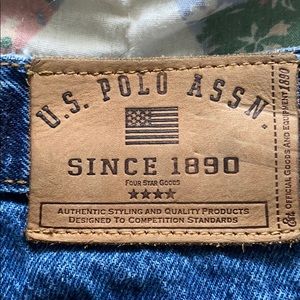 U.S. POLO ASSN.
SINCE 1890
FOUR STAR GOODS
AUTHENTIC STYLING AND QUALITY PRODUCTS
DESIGNED TO COMPETITION STANDARDS
OFFICIAL GOODS AND EQUIPMENT 1890